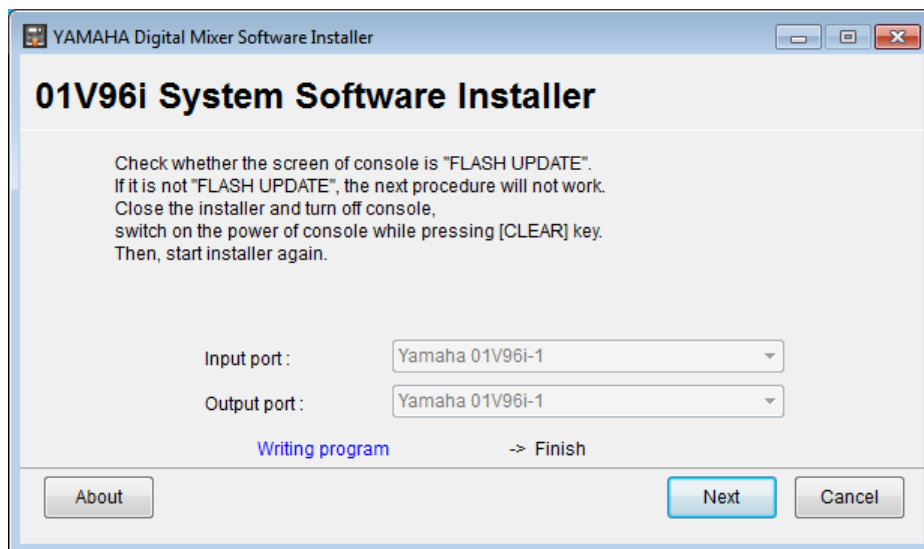 YAMAHA Digital Mixer Software Installer
01V96i System Software Installer
Check whether the screen of console is "FLASH UPDATE".
If it is not "FLASH UPDATE", the next procedure will not work.
Close the installer and turn off console,
switch on the power of console while pressing [CLEAR] key.
Then, start installer again.
Input port : Yamaha 01V96i-1
Output port : Yamaha 01V96i-1
Writing program -> Finish
About Next Cancel